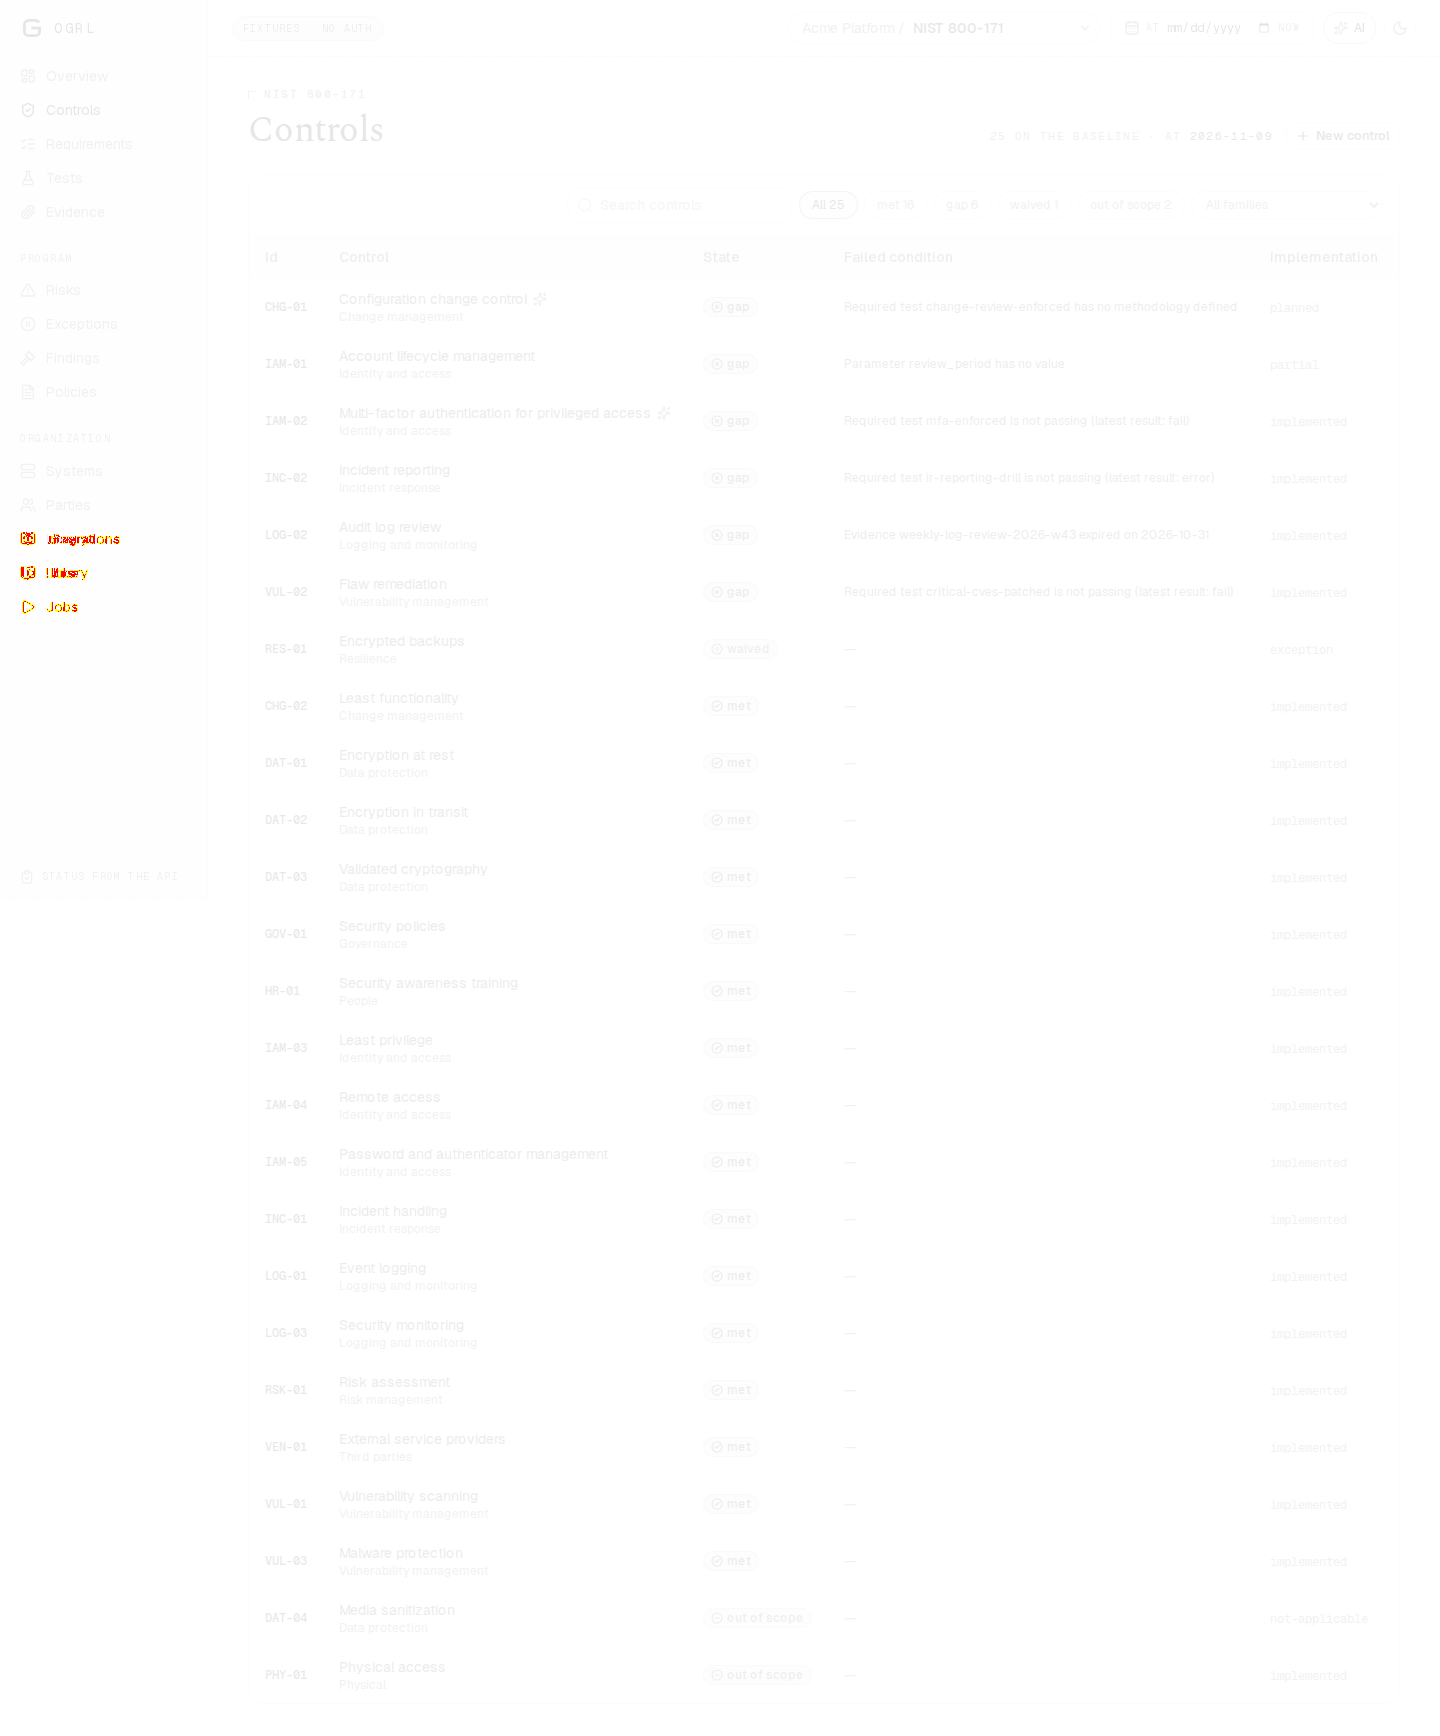 OGRL
FIXTURES NO AUTH
Acme Platform / NIST 800-171
AT mm/dd/yyyy NOW
AI
Overview
Controls
Requirements
Tests
Evidence
PROGRAM
Risks
Exceptions
Findings
Policies
ORGANIZATION
Systems
Parties
Jobs
STATUS FROM THE API
NIST 800-171
Controls
25 ON THE BASELINE · AT 2026-11-09
New control
Search controls
All 25
met 16
gap 6
waived 1
out of scope 2
All families
Id Control State Failed condition Implementation
CHG-01 Configuration change control gap Required test change-review-enforced has no methodology defined planned
Change management
IAM-01 Account lifecycle management gap Parameter review_period has no value partial
Identity and access
IAM-02 Multi-factor authentication for privileged access gap Required test mfa-enforced is not passing (latest result: fail) implemented
Identity and access
INC-02 Incident reporting gap Required test ir-reporting-drill is not passing (latest result: error) implemented
Incident response
LOG-02 Audit log review gap Evidence weekly-log-review-2026-w43 expired on 2026-10-31 implemented
Logging and monitoring
VUL-02 Flaw remediation gap Required test critical-cves-patched is not passing (latest result: fail) implemented
Vulnerability management
RES-01 Encrypted backups waived — exception
Resilience
CHG-02 Least functionality met — implemented
Change management
DAT-01 Encryption at rest met — implemented
Data protection
DAT-02 Encryption in transit met — implemented
Data protection
DAT-03 Validated cryptography met — implemented
Data protection
GOV-01 Security policies met — implemented
Governance
HR-01 Security awareness training met — implemented
People
IAM-03 Least privilege met — implemented
Identity and access
IAM-04 Remote access met — implemented
Identity and access
IAM-05 Password and authenticator management met — implemented
Identity and access
INC-01 Incident handling met — implemented
Incident response
LOG-01 Event logging met — implemented
Logging and monitoring
LOG-03 Security monitoring met — implemented
Logging and monitoring
RSK-01 Risk assessment met — implemented
Risk management
VEN-01 External service providers met — implemented
Third parties
VUL-01 Vulnerability scanning met — implemented
Vulnerability management
VUL-03 Malware protection met — implemented
Vulnerability management
DAT-04 Media sanitization out of scope — not-applicable
Data protection
PHY-01 Physical access out of scope — implemented
Physical